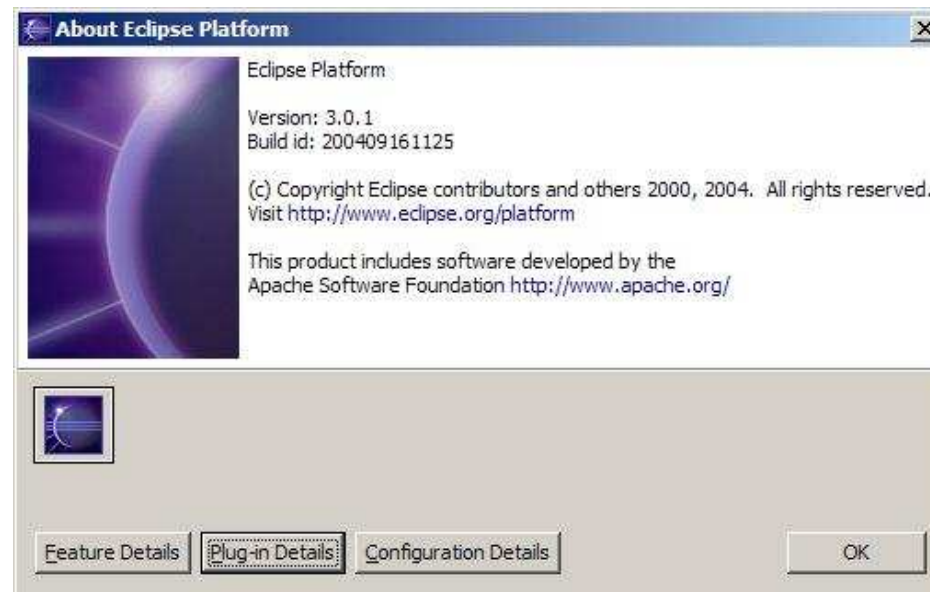 About Eclipse Platform
Eclipse Platform
Version: 3.0.1
Build id: 200409161125
(c) Copyright Eclipse contributors and others 2000, 2004.  All rights reserved.
Visit http://www.eclipse.org/platform
This product includes software developed by the
Apache Software Foundation http://www.apache.org/
Feature Details Plug-in Details Configuration Details OK